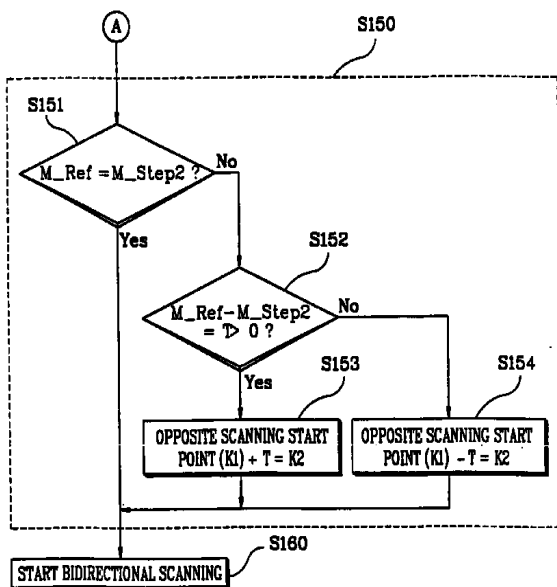 A
S150
S151
M_Ref =M_Step2 ?
No
Yes
S152
M_Ref-M_Step2
= T> 0 ?
No
Yes
S153
S154
OPPOSITE SCANNING START
POINT (K1) + T = K2
OPPOSITE SCANNING START
POINT (K1) - T = K2
S160
START BIDIRECTIONAL SCANNING